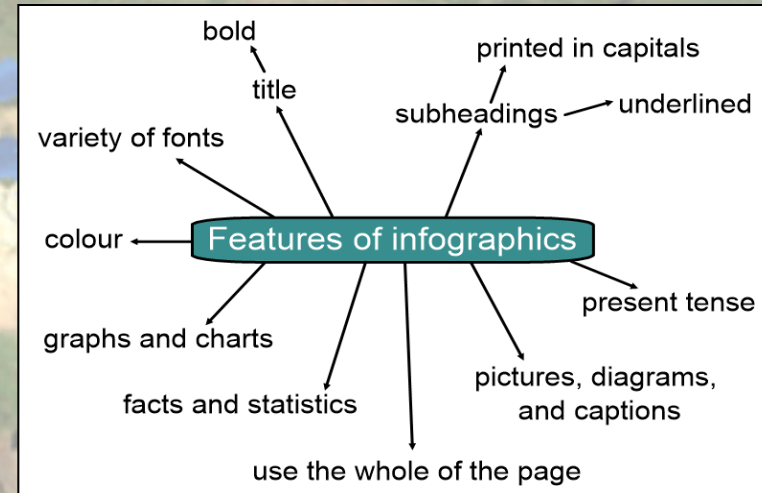 bold
printed in capitals
title
subheadings
underlined
variety of fonts
Features of infographics
colour
present tense
graphs and charts
pictures, diagrams,
and captions
facts and statistics
use the whole of the page